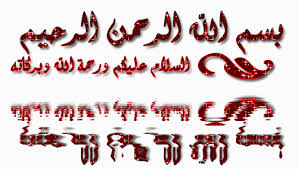 بسم الله الرحمن الرحيم
السلام عليكم ورحمة الله وبركاته